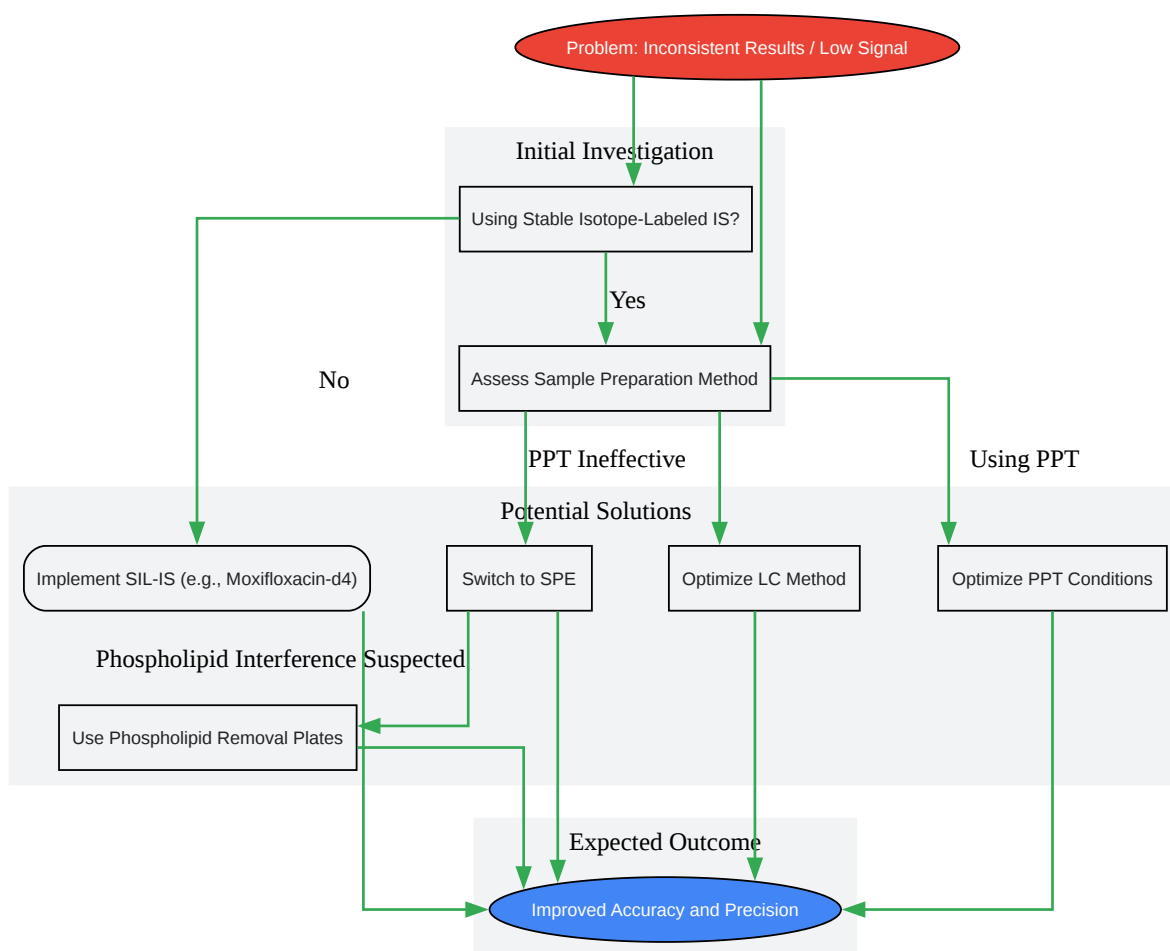 Problem: Inconsistent Results / Low Signal
Initial Investigation
Using Stable Isotope-Labeled IS?
Yes
Assess Sample Preparation Method
No
PPT Ineffective
Using PPT
Potential Solutions
Implement SIL-IS (e.g., Moxifloxacin-d4)
Switch to SPE
Optimize LC Method
Optimize PPT Conditions
Phospholipid Interference Suspected
Use Phospholipid Removal Plates
Expected Outcome
Improved Accuracy and Precision